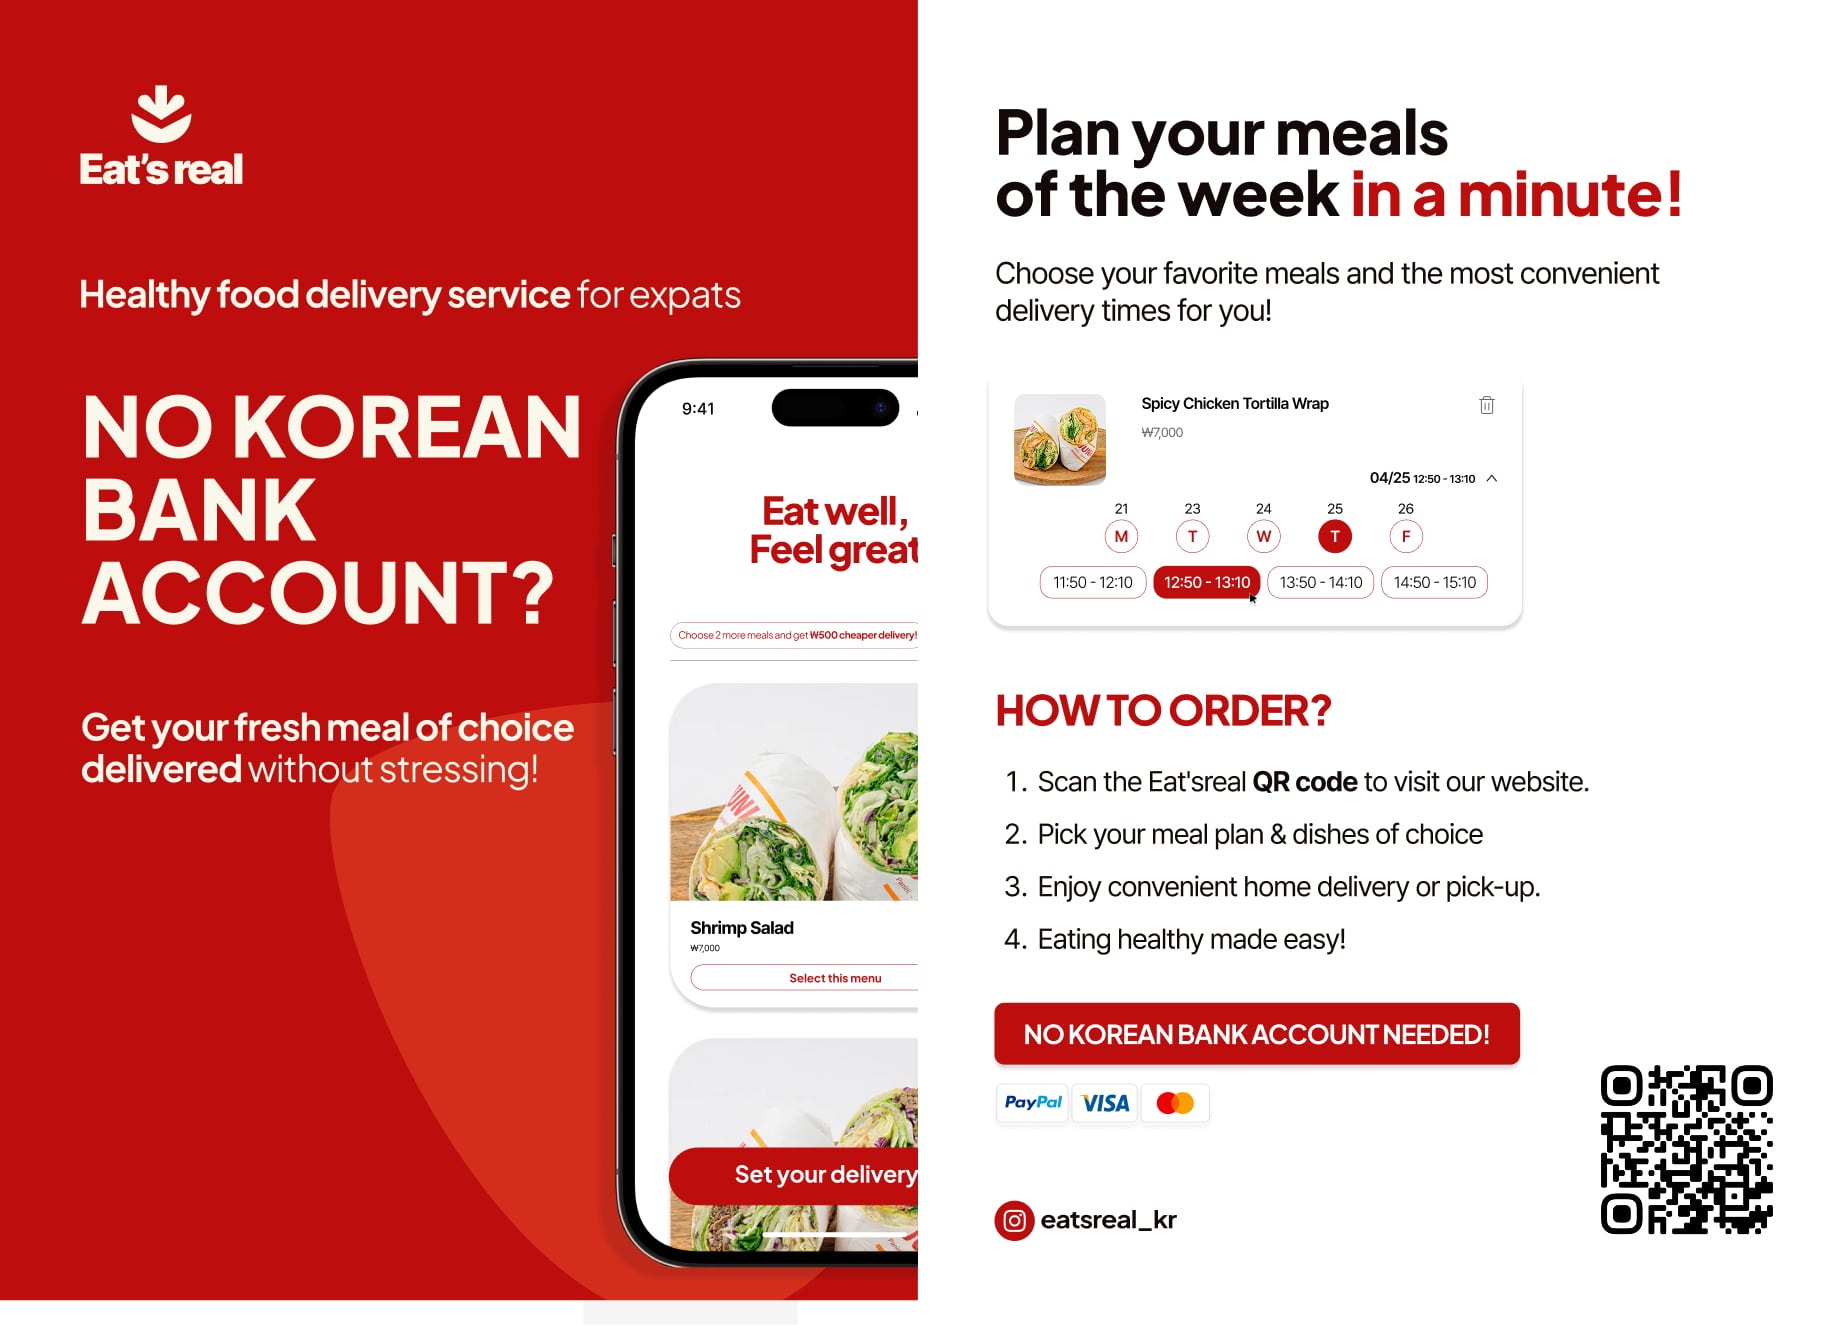 Eat's real
Healthy food delivery service for expats
NO KOREAN
BANK
ACCOUNT?
Get your fresh meal of choice
delivered without stressing!
9:41
Eat well,
Feel great
Choose 2 more meals and get ₩500 cheaper delivery!
Shrimp Salad
₩7,000
Select this menu
Set your delivery
Plan your meals
of the week in a minute!
Choose your favorite meals and the most convenient
delivery times for you!
Spicy Chicken Tortilla Wrap
₩7,000
04/25 12:50 - 13:10
21 23 24 25 26
M T W T F
11:50 - 12:10 12:50 - 13:10 13:50 - 14:10 14:50 - 15:10
HOW TO ORDER?
1. Scan the Eat'sreal QR code to visit our website.
2. Pick your meal plan & dishes of choice
3. Enjoy convenient home delivery or pick-up.
4. Eating healthy made easy!
NO KOREAN BANK ACCOUNT NEEDED!
PayPal VISA
eatsreal_kr